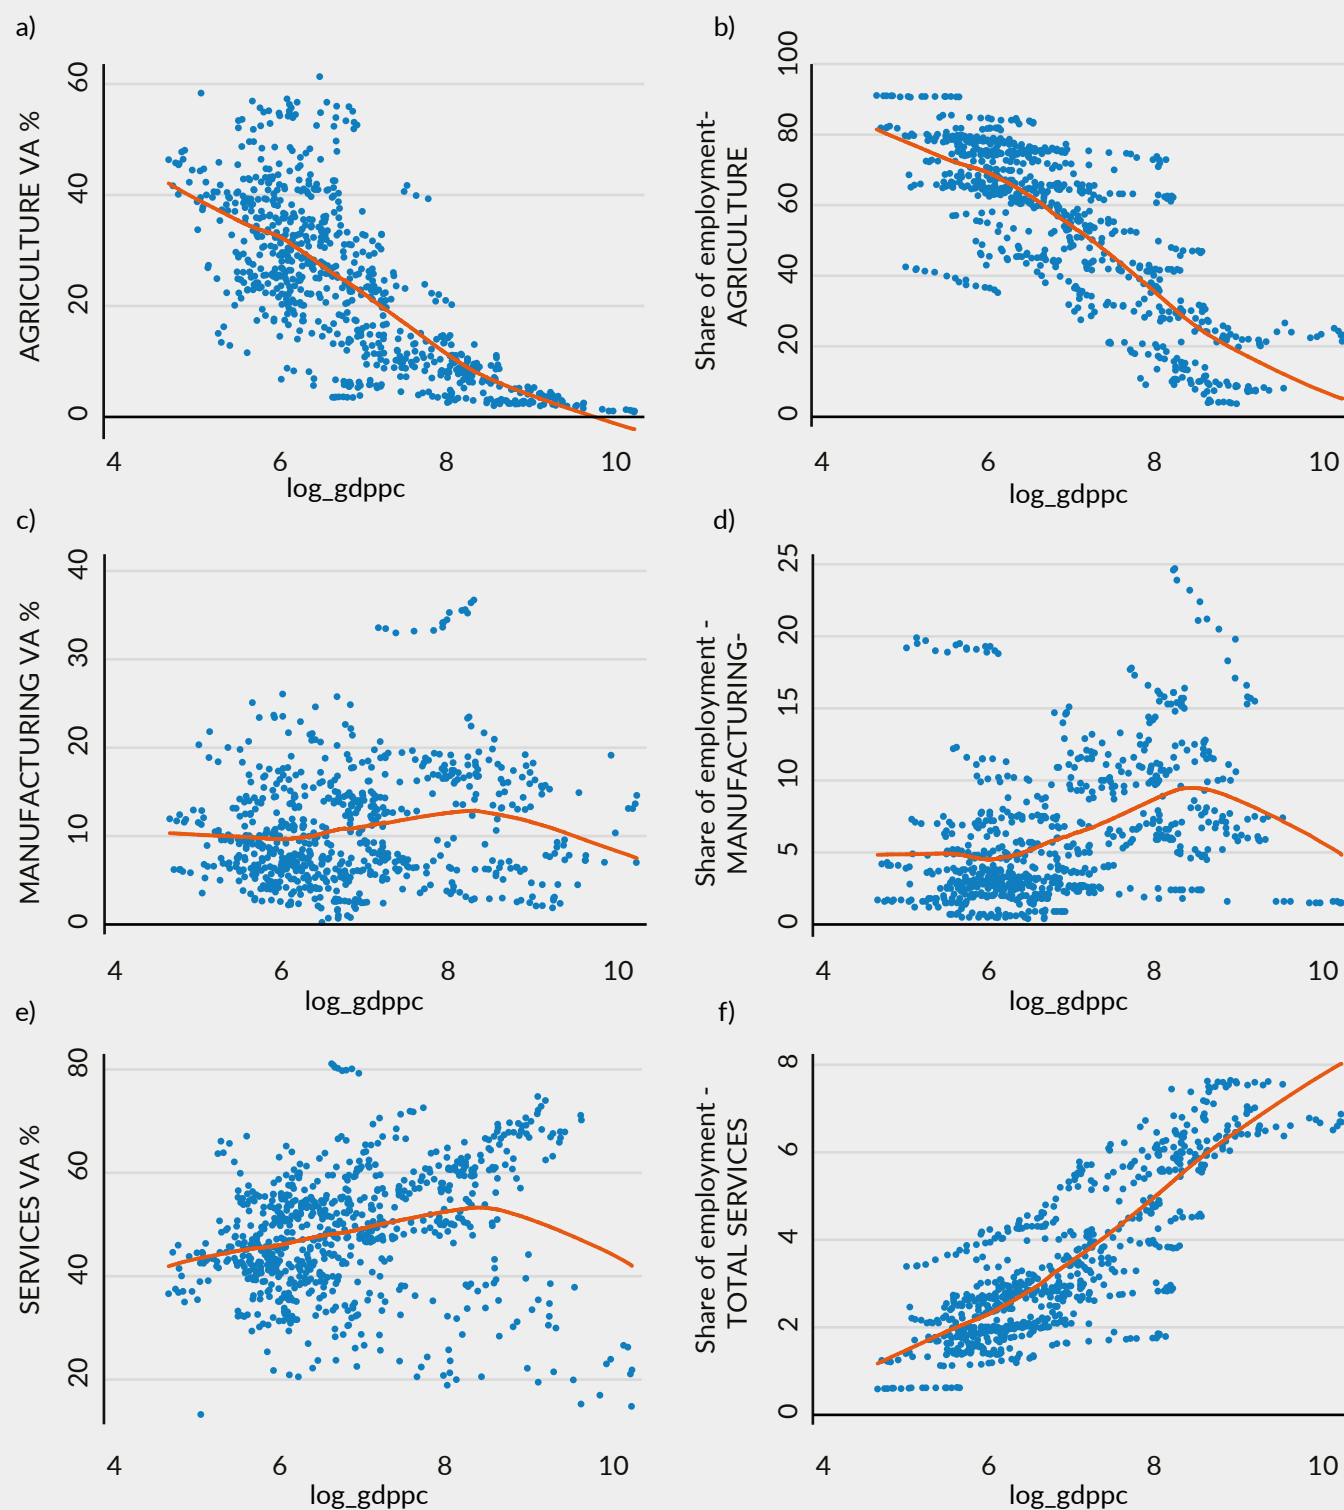 a)
AGRICULTURE VA %
60
40
20
0
4 6 8 10
log_gdppc
b)
Share of employment-
AGRICULTURE
100
80
60
40
20
0
4 6 8 10
log_gdppc
c)
MANUFACTURING VA %
40
30
20
10
0
4 6 8 10
log_gdppc
d)
Share of employment -
MANUFACTURING-
25
20
15
10
5
0
4 6 8 10
log_gdppc
e)
SERVICES VA %
80
60
40
20
4 6 8 10
log_gdppc
f)
Share of employment -
TOTAL SERVICES
8
6
4
2
0
4 6 8 10
log_gdppc